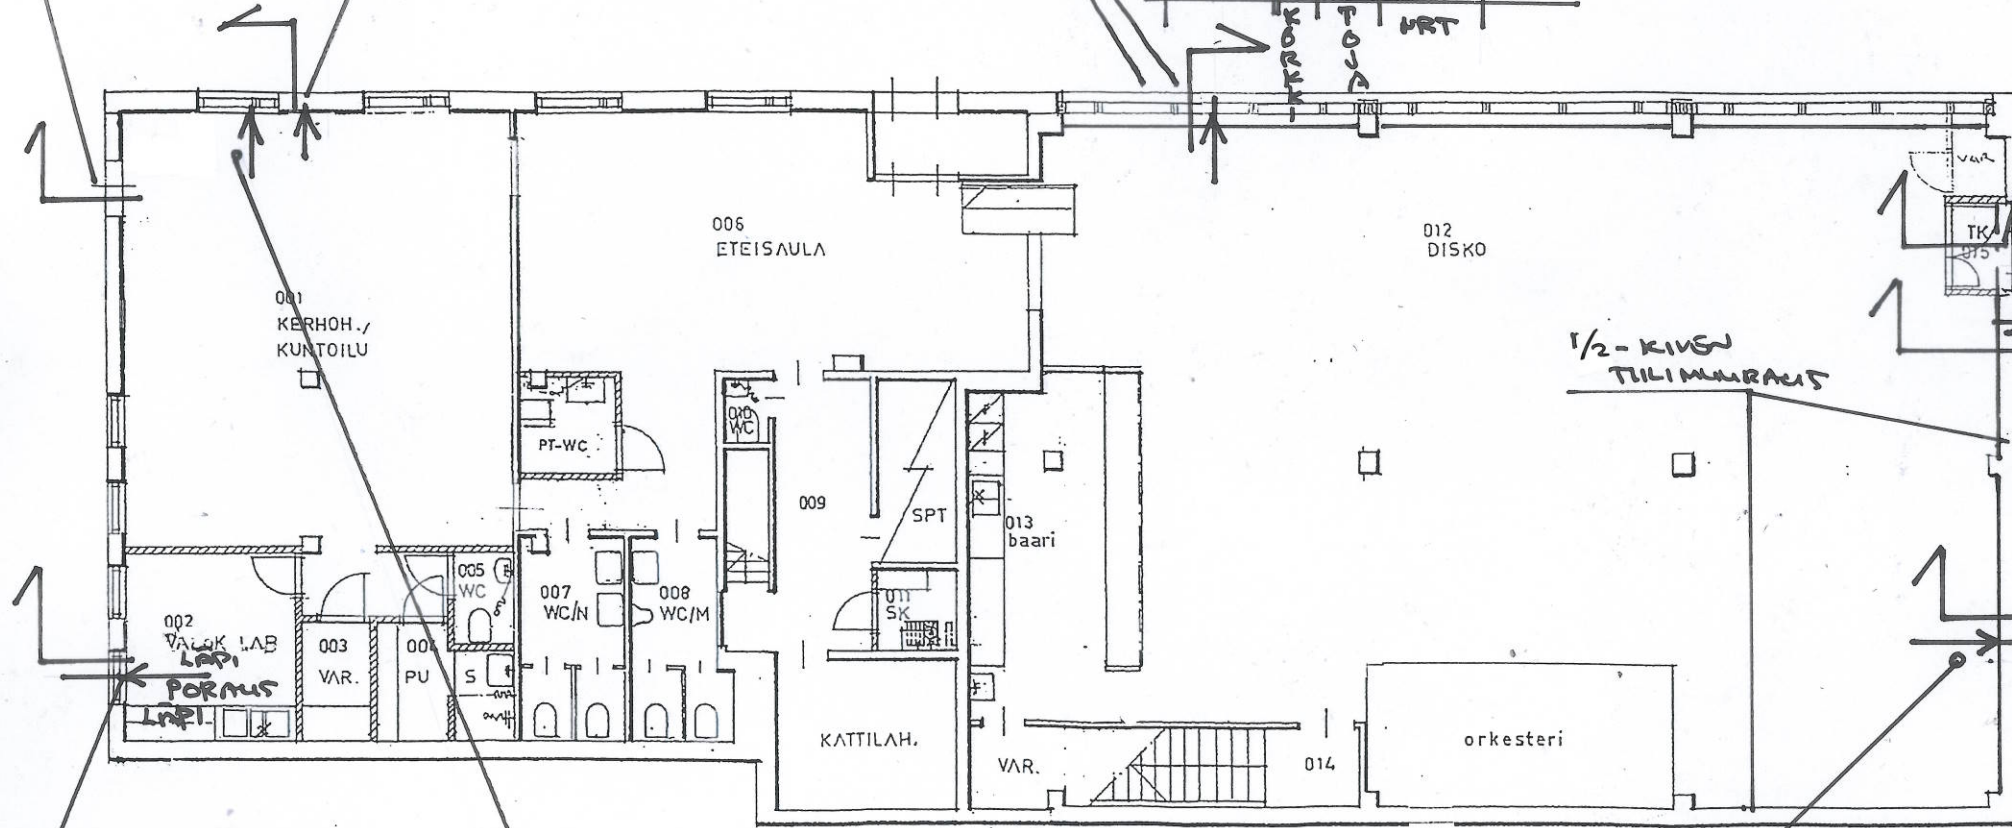 KORKKI-
TOJA
NRT
VAR
006
ETEISAULA
012
DISKO
TK
015
001
KERHOH./
KUNTOILU
1/2-KIVEN
TIILIMUURAUS
010
WC
PT-WC
009
SPT
013
baari
005
WC
007
WC/N
008
WC/M
011
SK
002
VALOK LAB
LÄPI
PORAUS
LÄPI
003
VAR.
PU
S
KATTILAH.
VAR.
014
orkesteri